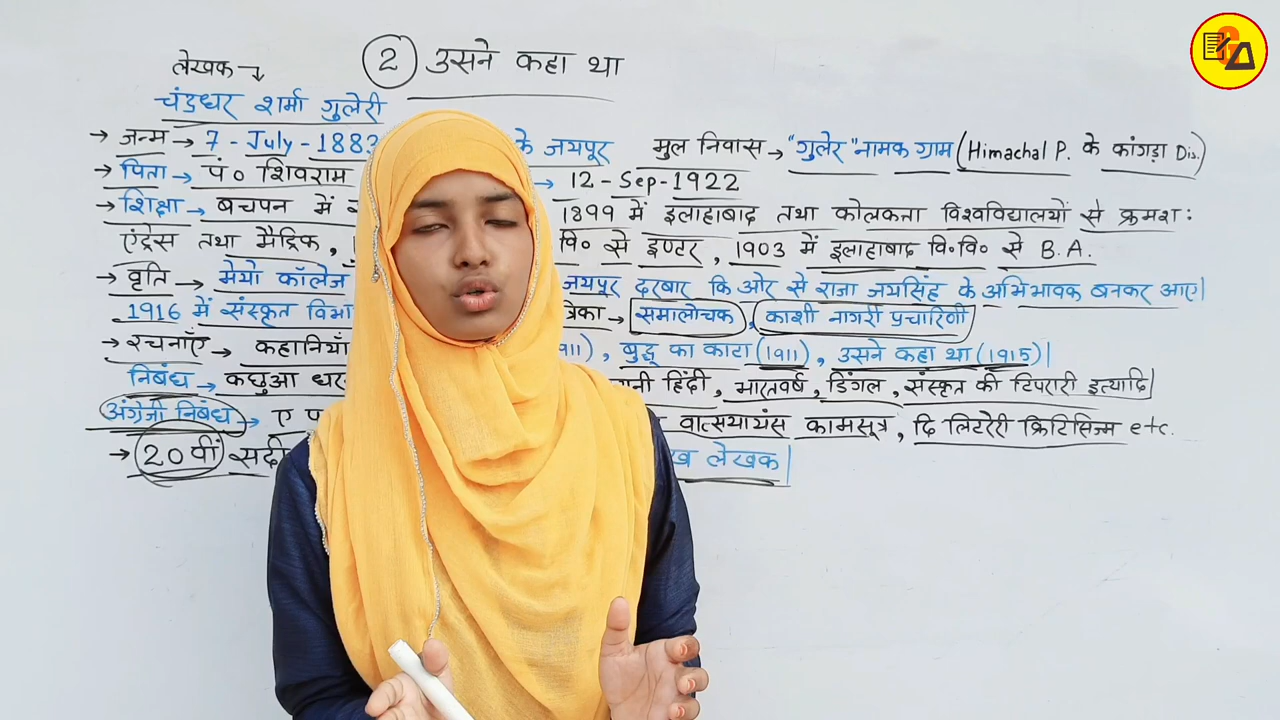 ② उसने कहा था
लेखक
चंद्रधर शर्मा गुलेरी
→ जन्म → 7 - July - 1883 के जयपूर मुल निवास → "गुलेर" नामक ग्राम (Himachal P. के कांगड़ा Dis.)
→ पिता → पं० शिवराम → 12 - Sep - 1922
→ शिक्षा → बचपन में 1899 में इलाहाबाद तथा कोलकत्ता विश्वविद्यालयों से क्रमश:
एंट्रेस तथा मैट्रिक, वि० से इण्टर, 1903 में इलाहाबाद वि०वि० से B.A.
→ वृति → मेयो कॉलेज जयपूर दरबार कि ओर से राजा जयसिंह के अभिभावक बनकर आए|
1916 में संस्कृत समालोचक, काशी नागरी प्रचारिणी
→ रचनाएँ → कहानियाँ 1911), बुद्धू का काटा (1911), उसने कहा था (1915)|
निबंध → कछुआ हिंदी, भारतवर्ष, डिंगल, संस्कृत की टिपरारी इत्यादि|
अंग्रेजी निबंध → ए वात्सयायंस कामसूत्र, दि लिटरेरी क्रिटिसिज्म etc.
→ 20वीं सदी लेखक|